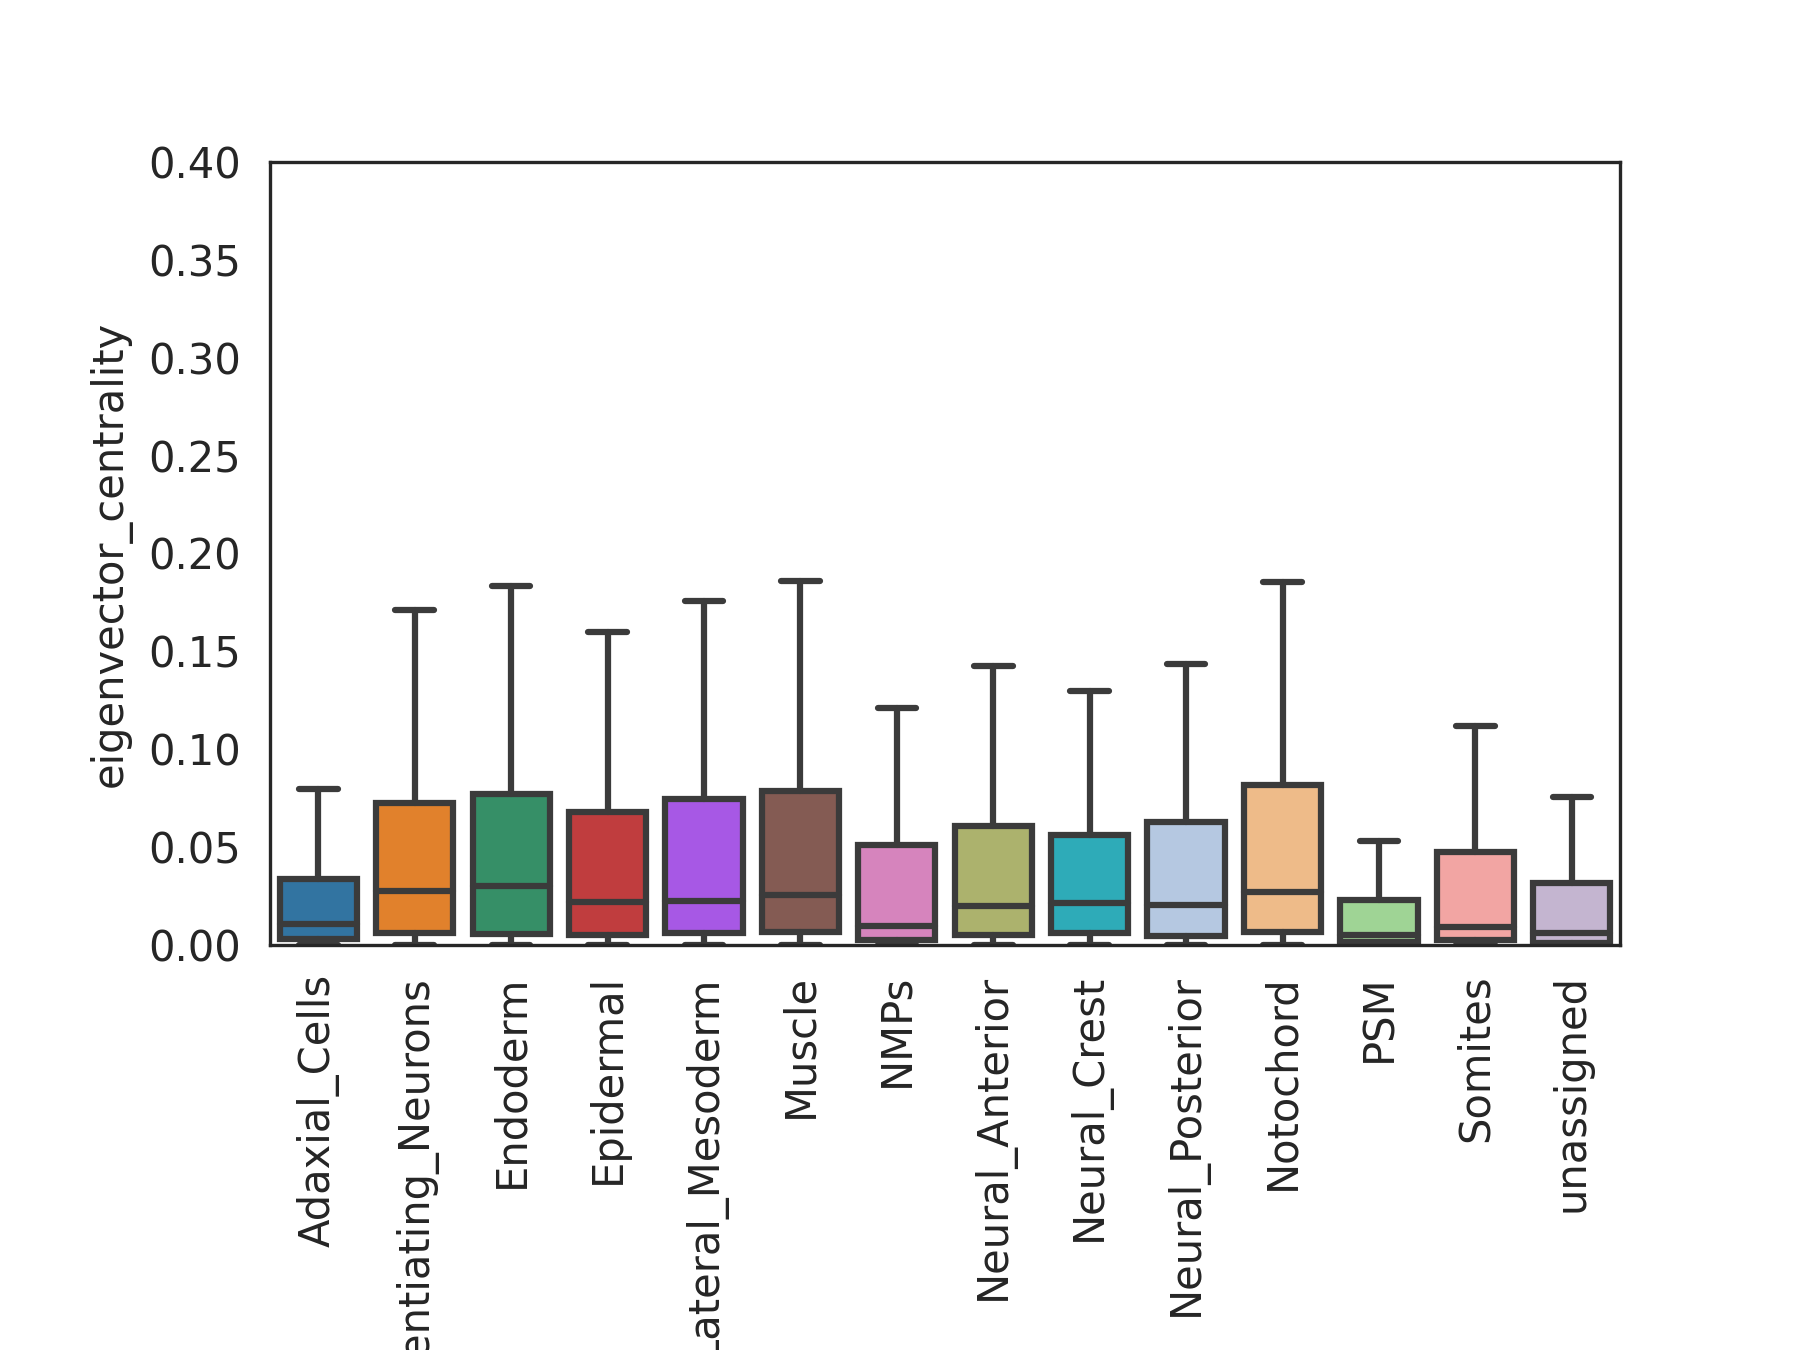 0.40
0.35
0.30
0.25
0.20
0.15
0.10
0.05
0.00
eigenvector_centrality
Adaxial_Cells
entiating_Neurons
Endoderm
Epidermal
Lateral_Mesoderm
Muscle
NMPs
Neural_Anterior
Neural_Crest
Neural_Posterior
Notochord
PSM
Somites
unassigned